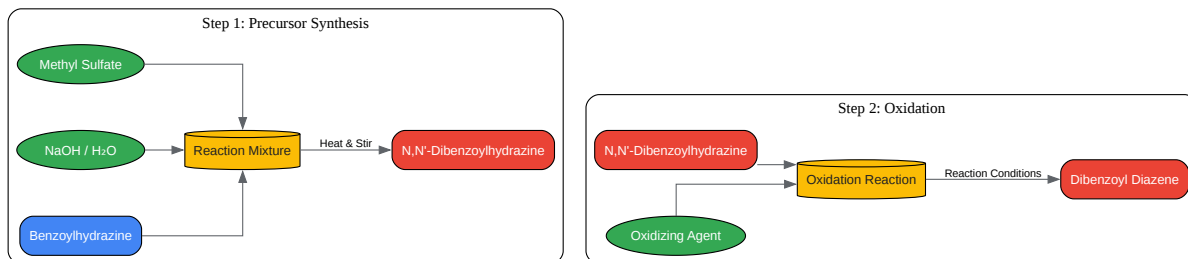 Step 1: Precursor Synthesis
Methyl Sulfate
NaOH / H₂O
Reaction Mixture
Heat & Stir
N,N'-Dibenzoylhydrazine
Benzoylhydrazine
Step 2: Oxidation
N,N'-Dibenzoylhydrazine
Oxidation Reaction
Reaction Conditions
Dibenzoyl Diazene
Oxidizing Agent